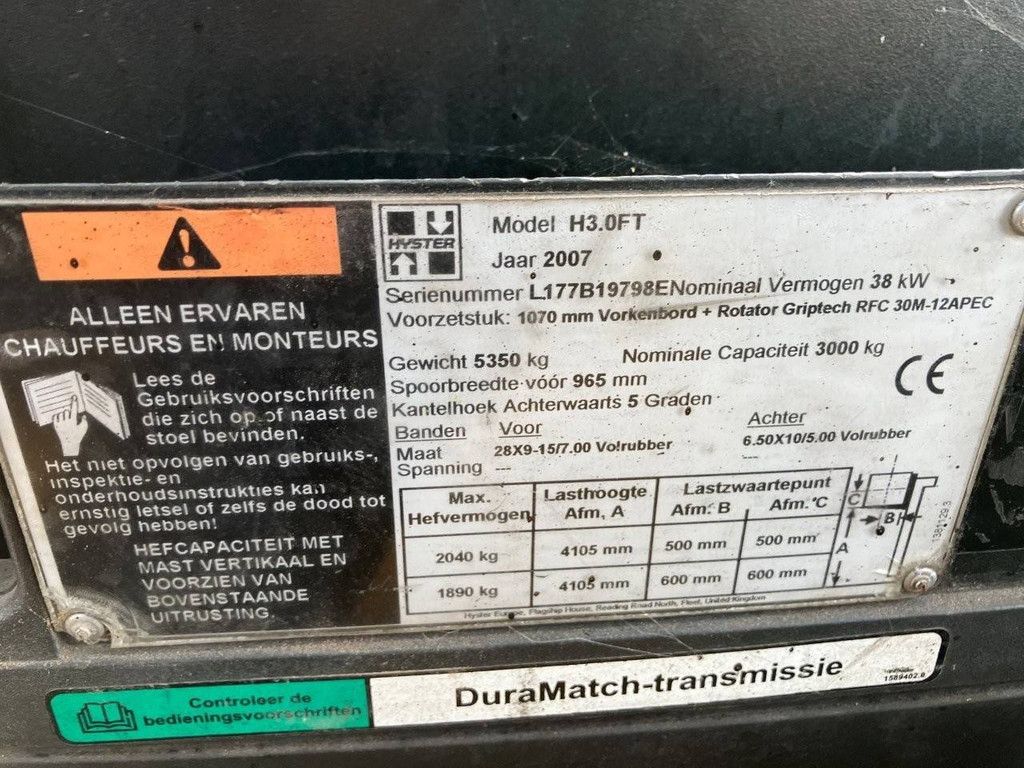 ALLEEN ERVAREN
CHAUFFEURS EN MONTEURS
Lees de
Gebruiksvoorschriften
die zich op of naast de
stoel bevinden.
Het niet opvolgen van gebruiks-,
inspektie- en
onderhoudsinstrukties kan
ernstig letsel of zelfs de dood tot
gevolg hebben!
HEFCAPACITEIT MET
MAST VERTIKAAL EN
VOORZIEN VAN
BOVENSTAANDE
UITRUSTING.
HYSTER
Model H3.0FT
Jaar 2007
Serienummer L177B19798E Nominaal Vermogen 38 kW
Voorzetstuk: 1070 mm Vorkenbord + Rotator Griptech RFC 30M-12APEC
Gewicht 5350 kg Nominale Capaciteit 3000 kg
Spoorbreedte vóór 965 mm
Kantelhoek Achterwaarts 5 Graden
CE
Banden Voor Achter
Maat 28X9-15/7.00 Volrubber 6.50X10/5.00 Volrubber
Spanning ---
Max. Hefvermogen Lasthoogte Afm, A Lastzwaartepunt Afm. B Afm. C
2040 kg 4105 mm 500 mm 500 mm
1890 kg 4105 mm 600 mm 600 mm
C
B
A
Hyster Europe, Flagship House, Reading Road North, Fleet, United Kingdom
Controleer de
bedieningsvoorschriften
DuraMatch-transmissie
1589402.0